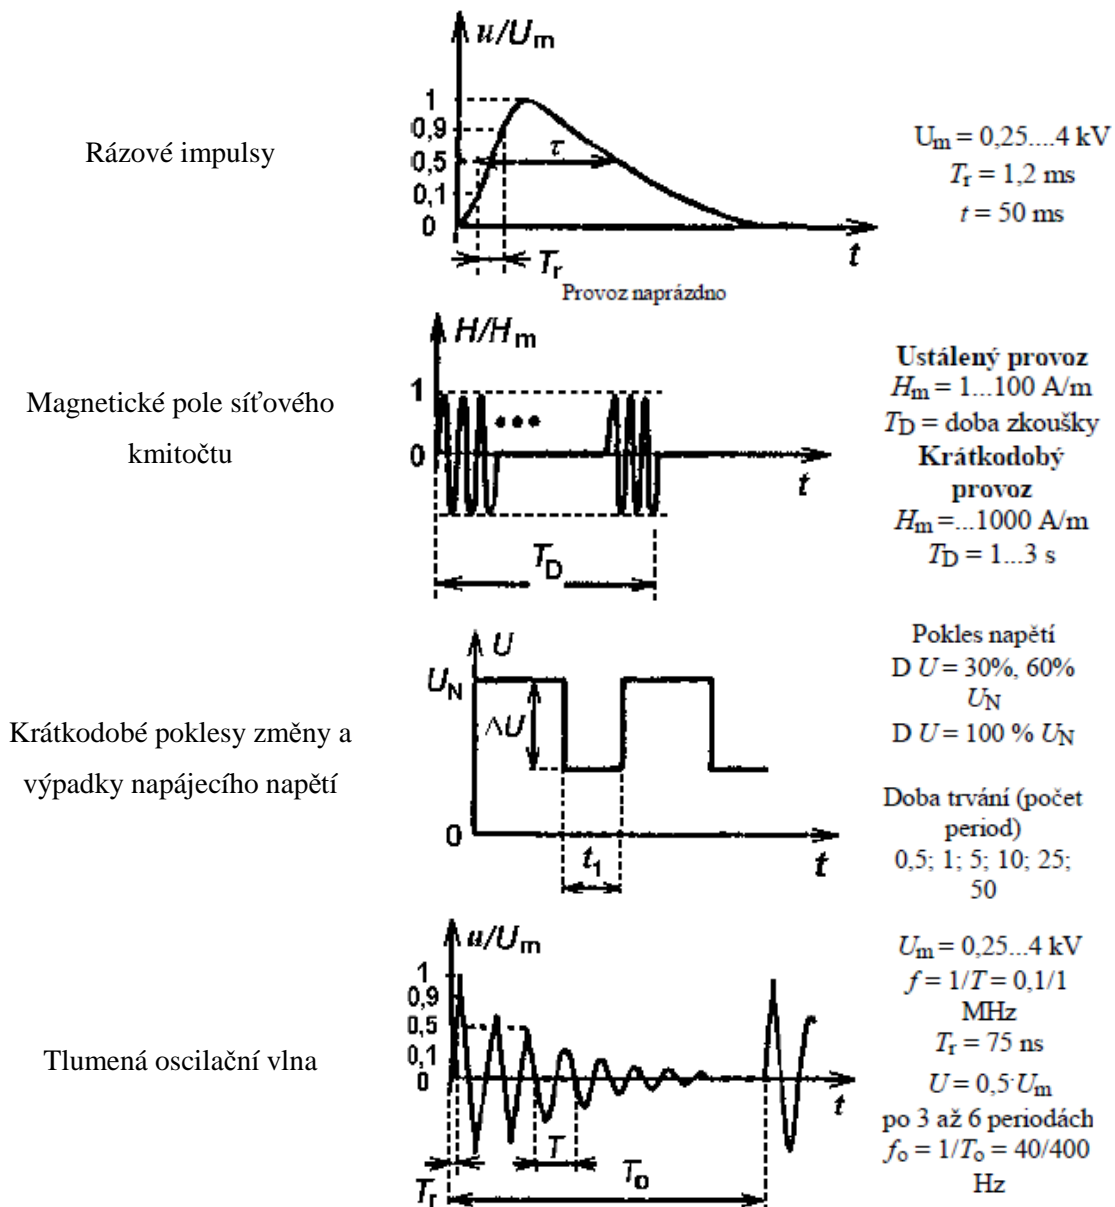 u/Um
1
0,9
0,5
0,1
0
τ
Tr
t
Provoz naprázdno
Rázové impulsy
Um = 0,25....4 kV
Tr = 1,2 ms
t = 50 ms
H/Hm
1
0
t
TD
Magnetické pole síťového
kmitočtu
Ustálený provoz
Hm = 1...100 A/m
TD = doba zkoušky
Krátkodobý
provoz
Hm =...1000 A/m
TD = 1...3 s
U
UN
ΔU
0
t1
t
Krátkodobé poklesy změny a
výpadky napájecího napětí
Pokles napětí
D U = 30%, 60%
UN
D U = 100 % UN
Doba trvání (počet
period)
0,5; 1; 5; 10; 25;
50
u/Um
1
0,9
0,5
0,1
0
t
T
To
Tr
Tlumená oscilační vlna
Um = 0,25...4 kV
f = 1/T = 0,1/1
MHz
Tr = 75 ns
U = 0,5·Um
po 3 až 6 periodách
fo = 1/To = 40/400
Hz